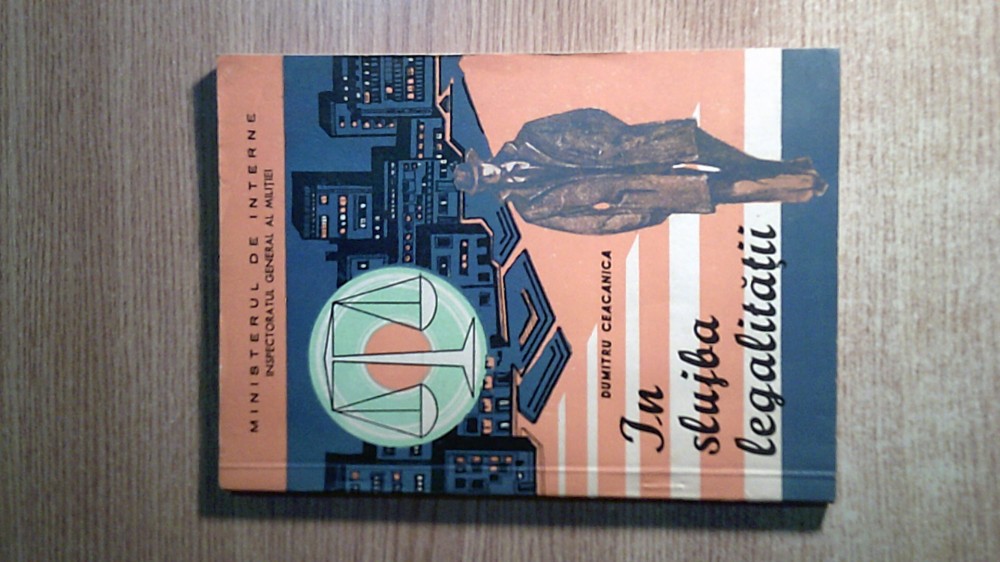 MINISTERUL DE INTERNE
INSPECTORATUL GENERAL AL MILIȚIEI
DUMITRU CEACANICA
In
slujba
legalității